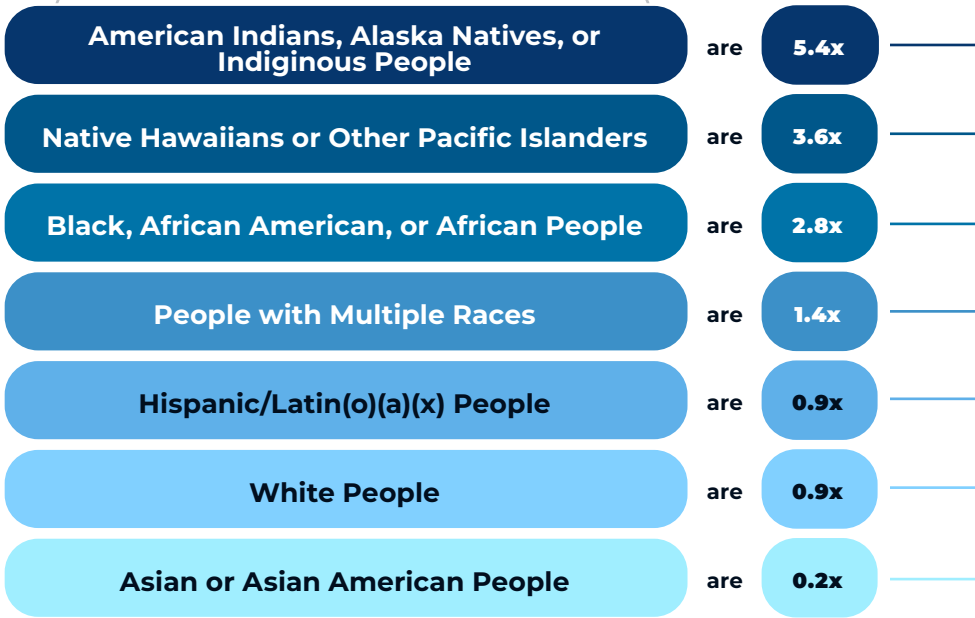 American Indians, Alaska Natives, or
Indiginous People are 5.4x
Native Hawaiians or Other Pacific Islanders are 3.6x
Black, African American, or African People are 2.8x
People with Multiple Races are 1.4x
Hispanic/Latin(o)(a)(x) People are 0.9x
White People are 0.9x
Asian or Asian American People are 0.2x